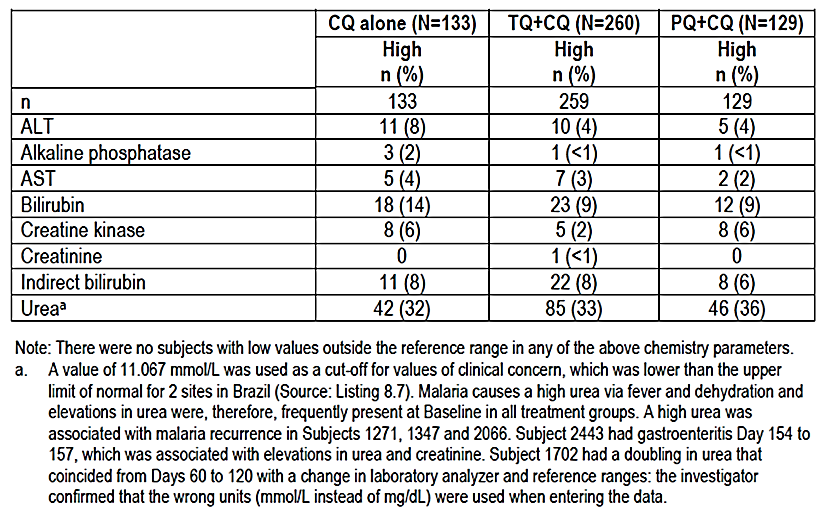 CQ alone (N=133) TQ+CQ (N=260) PQ+CQ (N=129)
High High High
n (%) n (%) n (%)
n 133 259 129
ALT 11 (8) 10 (4) 5 (4)
Alkaline phosphatase 3 (2) 1 (<1) 1 (<1)
AST 5 (4) 7 (3) 2 (2)
Bilirubin 18 (14) 23 (9) 12 (9)
Creatine kinase 8 (6) 5 (2) 8 (6)
Creatinine 0 1 (<1) 0
Indirect bilirubin 11 (8) 22 (8) 8 (6)
Ureaᵃ 42 (32) 85 (33) 46 (36)
Note: There were no subjects with low values outside the reference range in any of the above chemistry parameters.
a. A value of 11.067 mmol/L was used as a cut-off for values of clinical concern, which was lower than the upper
limit of normal for 2 sites in Brazil (Source: Listing 8.7). Malaria causes a high urea via fever and dehydration and
elevations in urea were, therefore, frequently present at Baseline in all treatment groups. A high urea was
associated with malaria recurrence in Subjects 1271, 1347 and 2066. Subject 2443 had gastroenteritis Day 154 to
157, which was associated with elevations in urea and creatinine. Subject 1702 had a doubling in urea that
coincided from Days 60 to 120 with a change in laboratory analyzer and reference ranges: the investigator
confirmed that the wrong units (mmol/L instead of mg/dL) were used when entering the data.